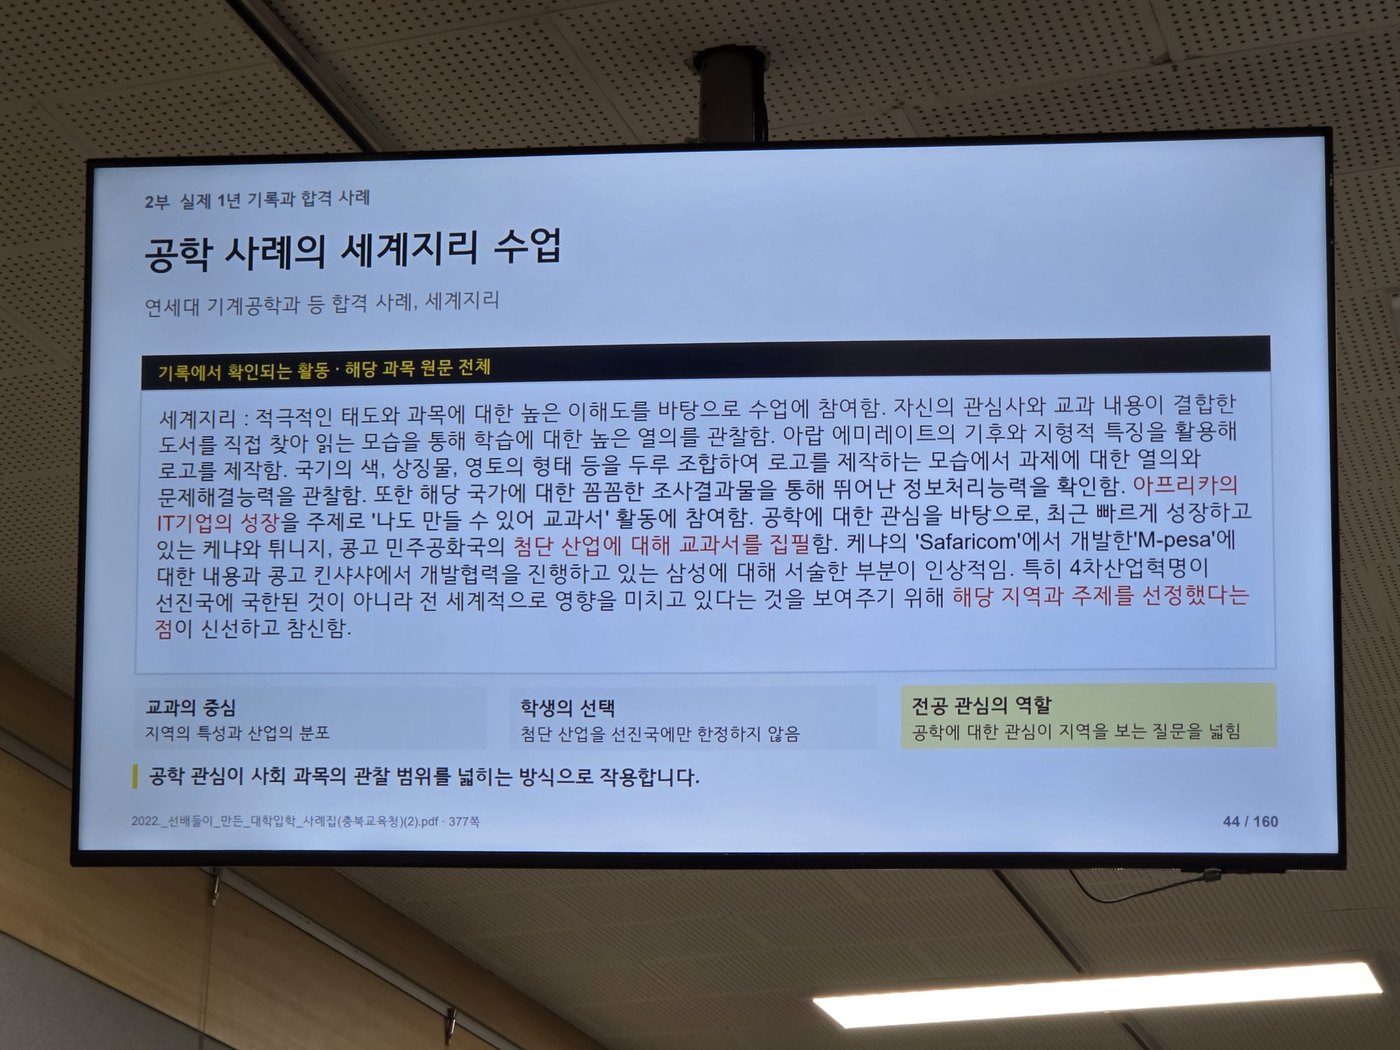 2부 실제 1년 기록과 합격 사례
공학 사례의 세계지리 수업
연세대 기계공학과 등 합격 사례, 세계지리
기록에서 확인되는 활동 · 해당 과목 원문 전체
세계지리 : 적극적인 태도와 과목에 대한 높은 이해도를 바탕으로 수업에 참여함. 자신의 관심사와 교과 내용이 결합한
도서를 직접 찾아 읽는 모습을 통해 학습에 대한 높은 열의를 관찰함. 아랍 에미레이트의 기후와 지형적 특징을 활용해
로고를 제작함. 국기의 색, 상징물, 영토의 형태 등을 두루 조합하여 로고를 제작하는 모습에서 과제에 대한 열의와
문제해결능력을 관찰함. 또한 해당 국가에 대한 꼼꼼한 조사결과물을 통해 뛰어난 정보처리능력을 확인함. 아프리카의
IT기업의 성장을 주제로 '나도 만들 수 있어 교과서' 활동에 참여함. 공학에 대한 관심을 바탕으로, 최근 빠르게 성장하고
있는 케냐와 튀니지, 콩고 민주공화국의 첨단 산업에 대해 교과서를 집필함. 케냐의 'Safaricom'에서 개발한'M-pesa'에
대한 내용과 콩고 킨샤샤에서 개발협력을 진행하고 있는 삼성에 대해 서술한 부분이 인상적임. 특히 4차산업혁명이
선진국에 국한된 것이 아니라 전 세계적으로 영향을 미치고 있다는 것을 보여주기 위해 해당 지역과 주제를 선정했다는
점이 신선하고 참신함.
교과의 중심
지역의 특성과 산업의 분포
학생의 선택
첨단 산업을 선진국에만 한정하지 않음
전공 관심의 역할
공학에 대한 관심이 지역을 보는 질문을 넓힘
공학 관심이 사회 과목의 관찰 범위를 넓히는 방식으로 작용합니다.
2022._선배들이_만든_대학입학_사례집(충북교육청)(2).pdf · 377쪽
44 / 160